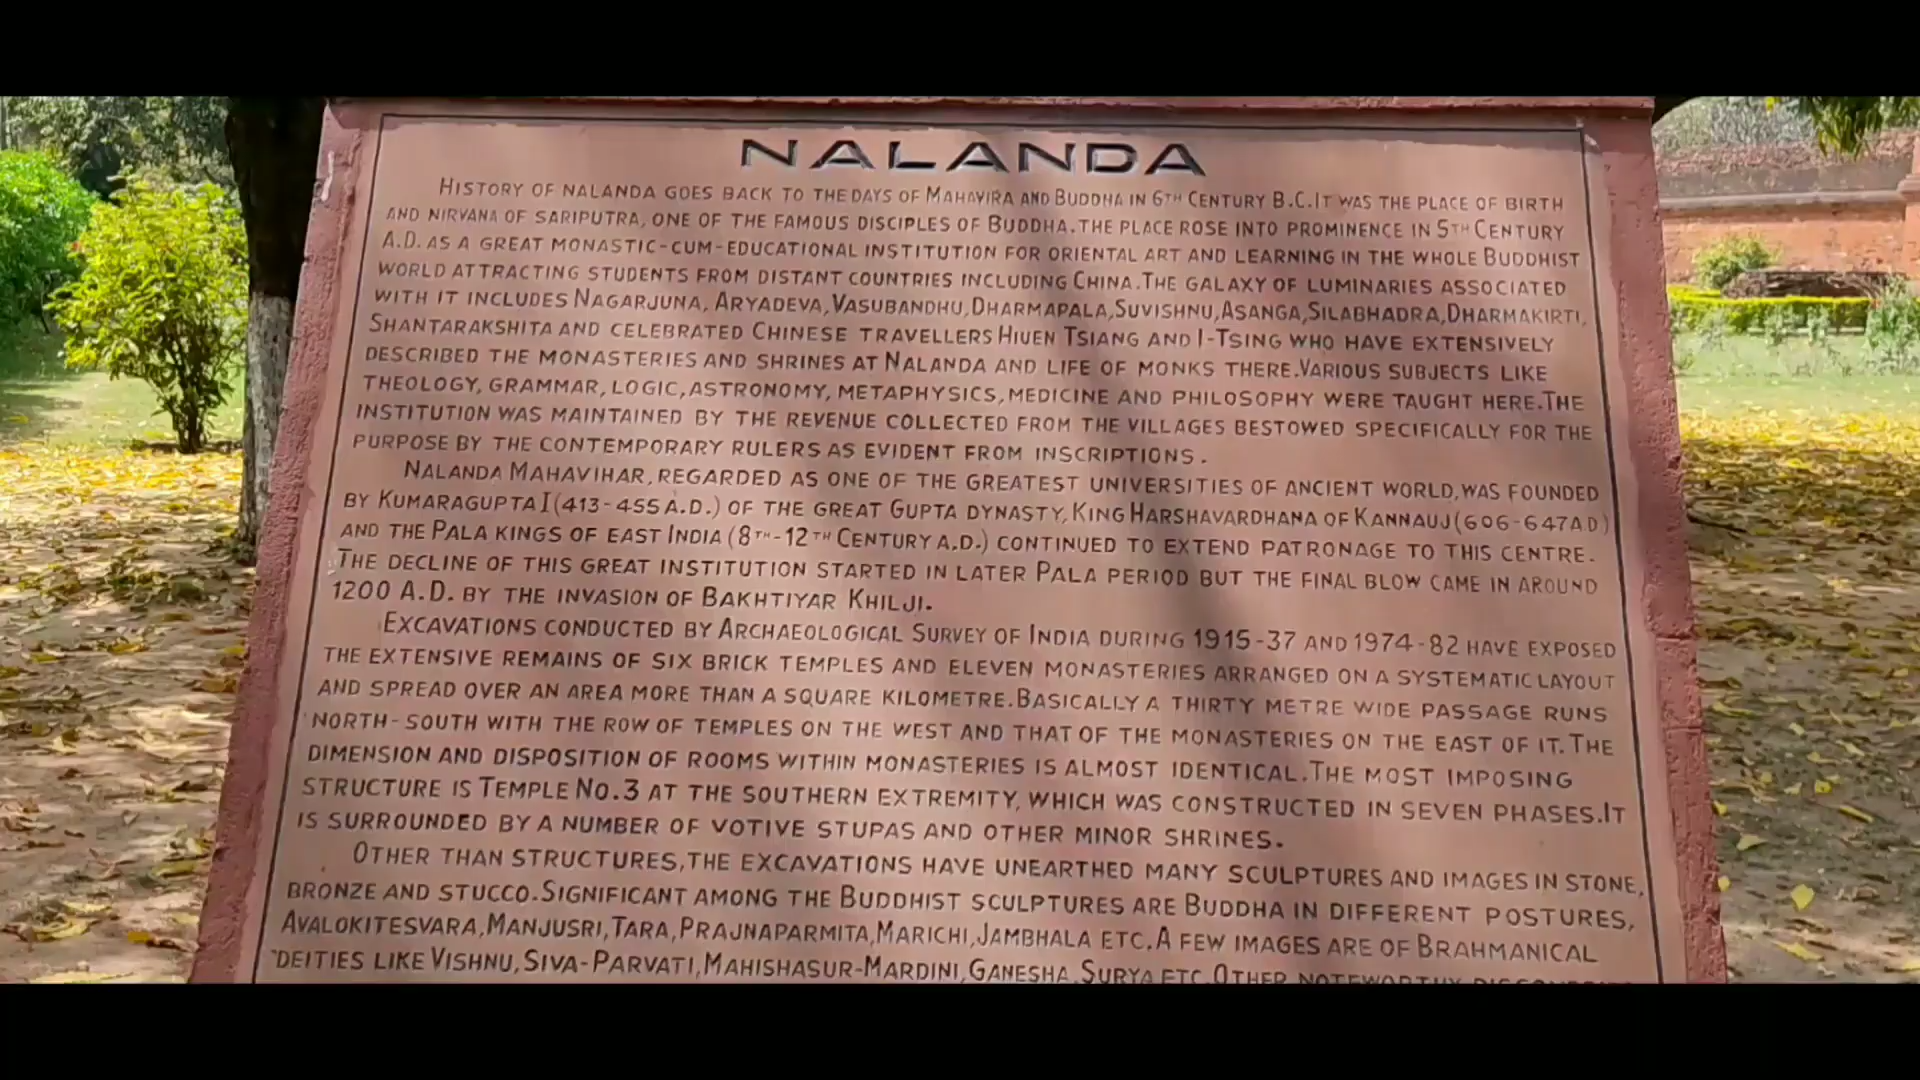 NALANDA
HISTORY OF NALANDA GOES BACK TO THE DAYS OF MAHAVIRA AND BUDDHA IN 6TH CENTURY B.C.IT WAS THE PLACE OF BIRTH
AND NIRVANA OF SARIPUTRA, ONE OF THE FAMOUS DISCIPLES OF BUDDHA.THE PLACE ROSE INTO PROMINENCE IN 5TH CENTURY
A.D. AS A GREAT MONASTIC-CUM-EDUCATIONAL INSTITUTION FOR ORIENTAL ART AND LEARNING IN THE WHOLE BUDDHIST
WORLD ATTRACTING STUDENTS FROM DISTANT COUNTRIES INCLUDING CHINA.THE GALAXY OF LUMINARIES ASSOCIATED
WITH IT INCLUDES NAGARJUNA, ARYADEVA,VASUBANDHU,DHARMAPALA,SUVISHNU,ASANGA,SILABHADRA,DHARMAKIRTI,
SHANTARAKSHITA AND CELEBRATED CHINESE TRAVELLERS HIUEN TSIANG AND I-TSING WHO HAVE EXTENSIVELY
DESCRIBED THE MONASTERIES AND SHRINES AT NALANDA AND LIFE OF MONKS THERE.VARIOUS SUBJECTS LIKE
THEOLOGY, GRAMMAR, LOGIC,ASTRONOMY, METAPHYSICS, MEDICINE AND PHILOSOPHY WERE TAUGHT HERE.THE
INSTITUTION WAS MAINTAINED BY THE REVENUE COLLECTED FROM THE VILLAGES BESTOWED SPECIFICALLY FOR THE
PURPOSE BY THE CONTEMPORARY RULERS AS EVIDENT FROM INSCRIPTIONS.
NALANDA MAHAVIHAR, REGARDED AS ONE OF THE GREATEST UNIVERSITIES OF ANCIENT WORLD,WAS FOUNDED
BY KUMARAGUPTA I (413-455 A.D.) OF THE GREAT GUPTA DYNASTY, KING HARSHAVARDHANA OF KANNAUJ (606-647 A D)
AND THE PALA KINGS OF EAST INDIA (8TH-12TH CENTURY A.D.) CONTINUED TO EXTEND PATRONAGE TO THIS CENTRE.
THE DECLINE OF THIS GREAT INSTITUTION STARTED IN LATER PALA PERIOD BUT THE FINAL BLOW CAME IN AROUND
1200 A.D. BY THE INVASION OF BAKHTIYAR KHILJI.
EXCAVATIONS CONDUCTED BY ARCHAEOLOGICAL SURVEY OF INDIA DURING 1915-37 AND 1974-82 HAVE EXPOSED
THE EXTENSIVE REMAINS OF SIX BRICK TEMPLES AND ELEVEN MONASTERIES ARRANGED ON A SYSTEMATIC LAYOUT
AND SPREAD OVER AN AREA MORE THAN A SQUARE KILOMETRE.BASICALLY A THIRTY METRE WIDE PASSAGE RUNS
NORTH-SOUTH WITH THE ROW OF TEMPLES ON THE WEST AND THAT OF THE MONASTERIES ON THE EAST OF IT.THE
DIMENSION AND DISPOSITION OF ROOMS WITHIN MONASTERIES IS ALMOST IDENTICAL.THE MOST IMPOSING
STRUCTURE IS TEMPLE NO.3 AT THE SOUTHERN EXTREMITY, WHICH WAS CONSTRUCTED IN SEVEN PHASES.IT
IS SURROUNDED BY A NUMBER OF VOTIVE STUPAS AND OTHER MINOR SHRINES.
OTHER THAN STRUCTURES,THE EXCAVATIONS HAVE UNEARTHED MANY SCULPTURES AND IMAGES IN STONE,
BRONZE AND STUCCO.SIGNIFICANT AMONG THE BUDDHIST SCULPTURES ARE BUDDHA IN DIFFERENT POSTURES,
AVALOKITESVARA,MANJUSRI,TARA,PRAJNAPARMITA,MARICHI,JAMBHALA ETC.A FEW IMAGES ARE OF BRAHMANICAL
DEITIES LIKE VISHNU,SIVA-PARVATI,MAHISHASUR-MARDINI,GANESHA,SURYA ETC.OTHER NOTEWORTHY